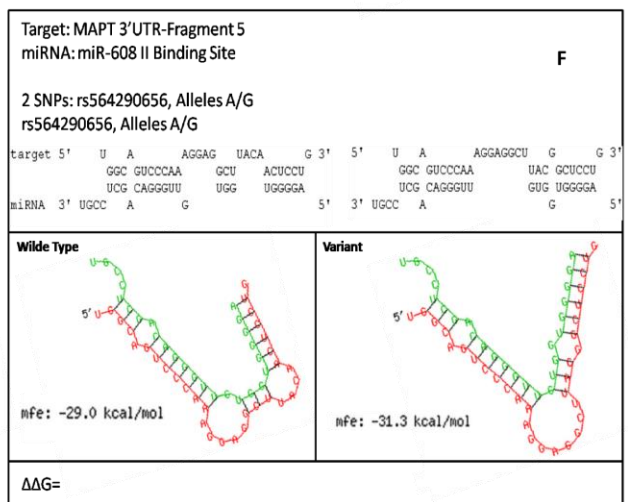 Target: MAPT 3'UTR-Fragment 5
miRNA: miR-608 II Binding Site
F
2 SNPs: rs564290656, Alleles A/G
rs564290656, Alleles A/G
target 5' U A AGGAG UACA G 3'
GGC GUCCCAA GCU ACUCCU
UCG CAGGGUU UGG UGGGGA
miRNA 3' UGCC A G 5'
5' U A AGGAGGCU G G 3'
GGC GUCCCAA UAC GCUCCU
UCG CAGGGUU GUG UGGGGA
3' UGCC A G 5'
Wilde Type
5'
mfe: -29.0 kcal/mol
Variant
5'
mfe: -31.3 kcal/mol
ΔΔG=